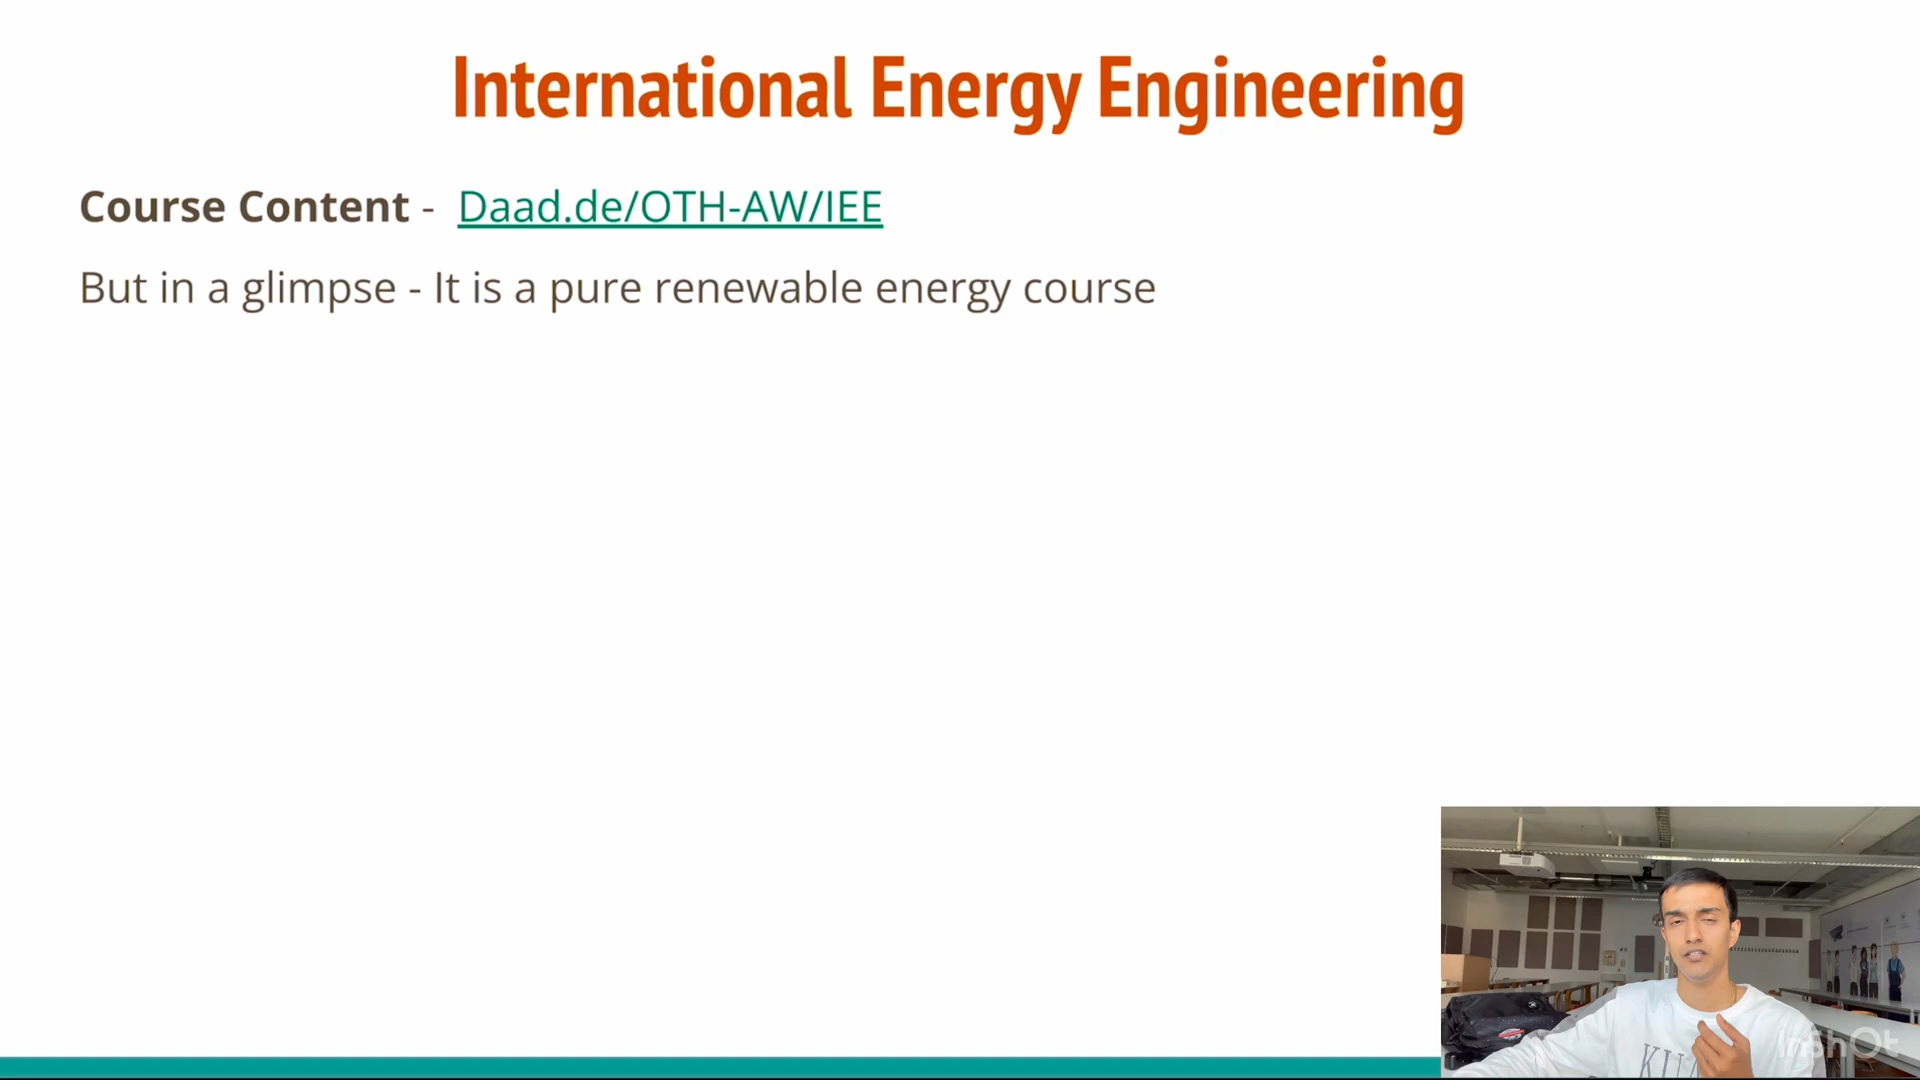 International Energy Engineering
Course Content - Daad.de/OTH-AW/IEE
But in a glimpse - It is a pure renewable energy course
InShOt